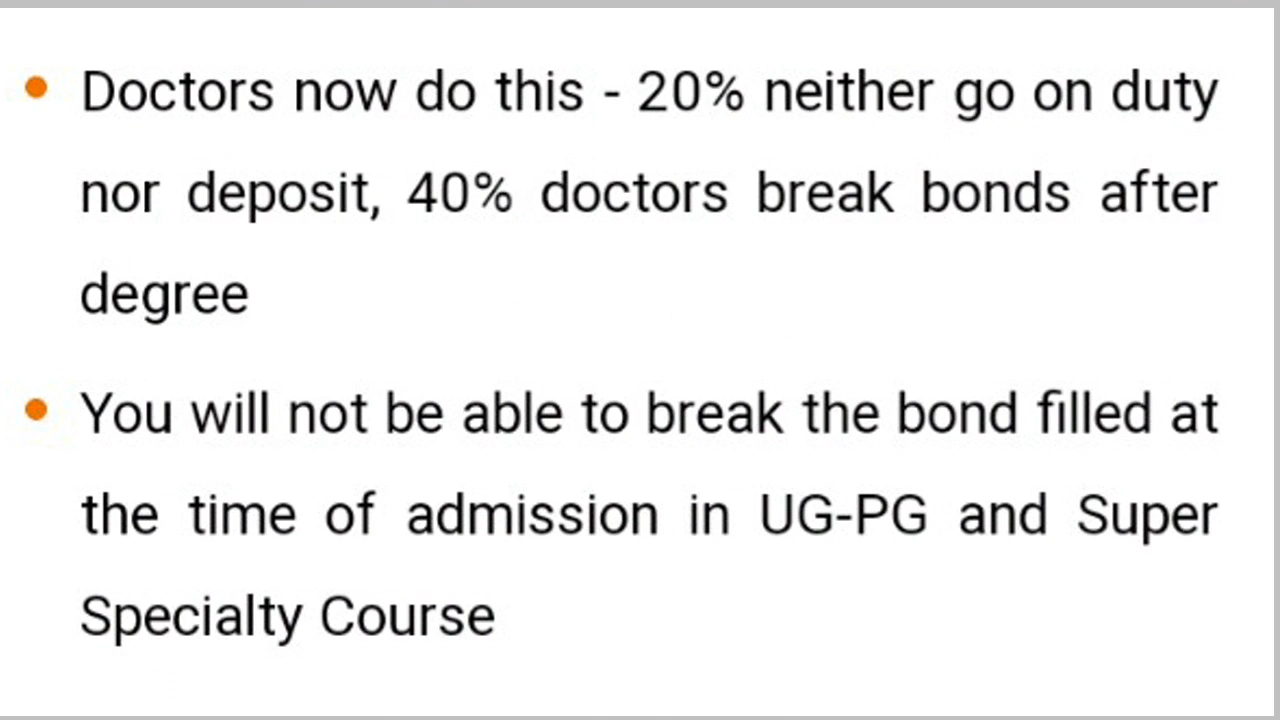 Doctors now do this - 20% neither go on duty
nor deposit, 40% doctors break bonds after
degree
You will not be able to break the bond filled at
the time of admission in UG-PG and Super
Specialty Course